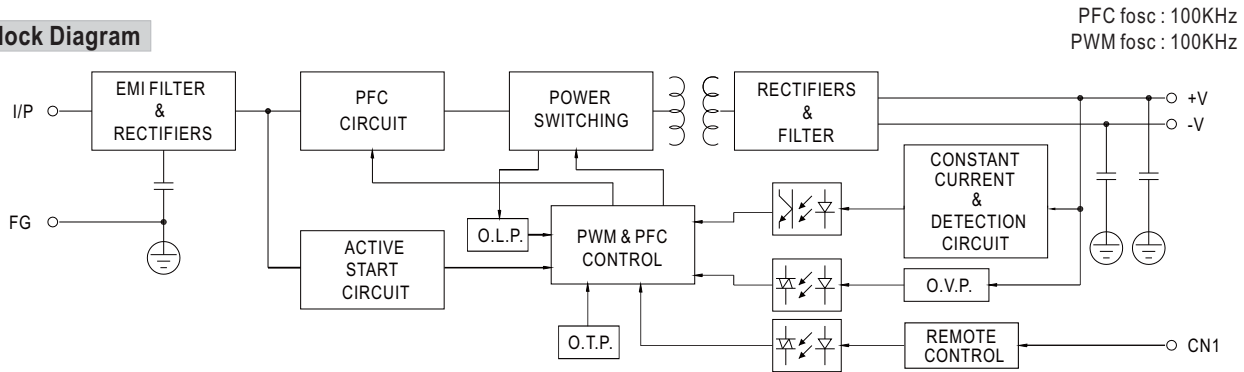 lock Diagram
PFC fosc : 100KHz
PWM fosc : 100KHz
I/P
EMI FILTER
&
RECTIFIERS
PFC
CIRCUIT
POWER
SWITCHING
RECTIFIERS
&
FILTER
+V
-V
FG
ACTIVE
START
CIRCUIT
O.L.P.
PWM & PFC
CONTROL
O.T.P.
CONSTANT
CURRENT
&
DETECTION
CIRCUIT
O.V.P.
REMOTE
CONTROL
CN1